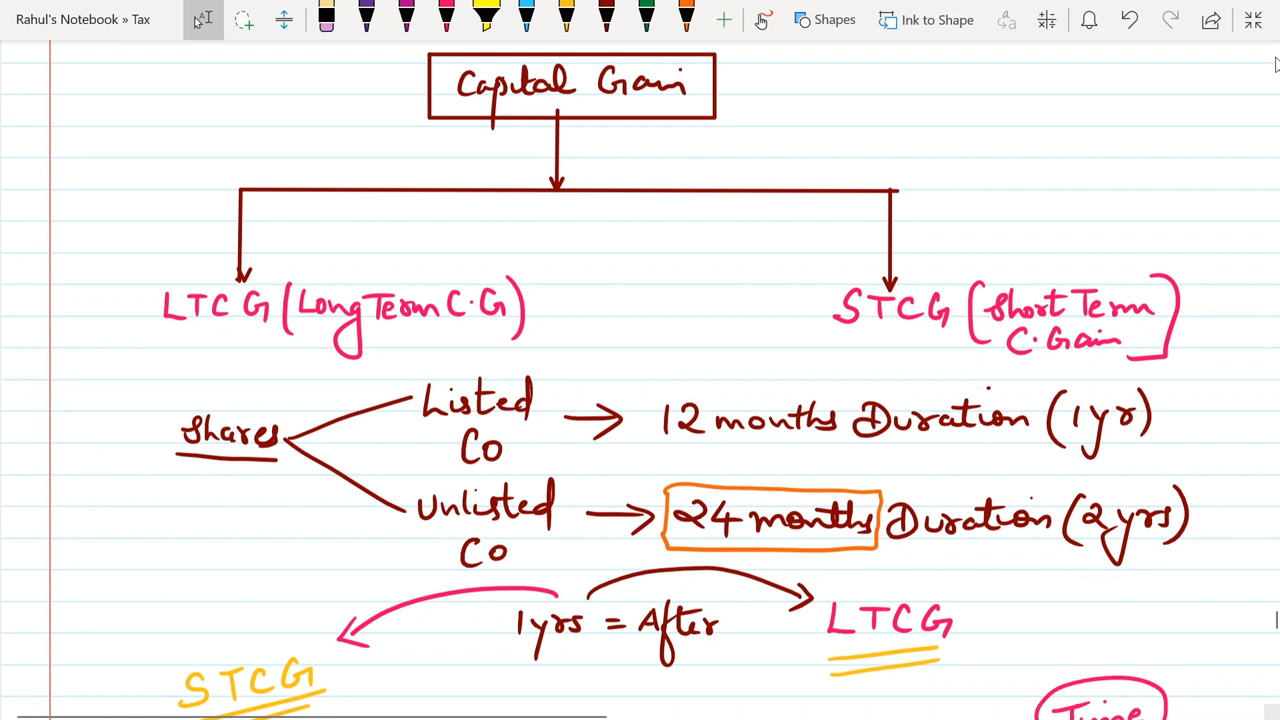 Rahul's Notebook » Tax
Shapes
Ink to Shape
Capital Gain
LTCG (Long Term C.G)
STCG (Short Term
C. Gain]
Shares
Listed
Co
→ 12 months Duration (1yr)
Unlisted
Co
→ 24 months Duration (2yrs)
1yrs = After
LTCG
STCG
Time